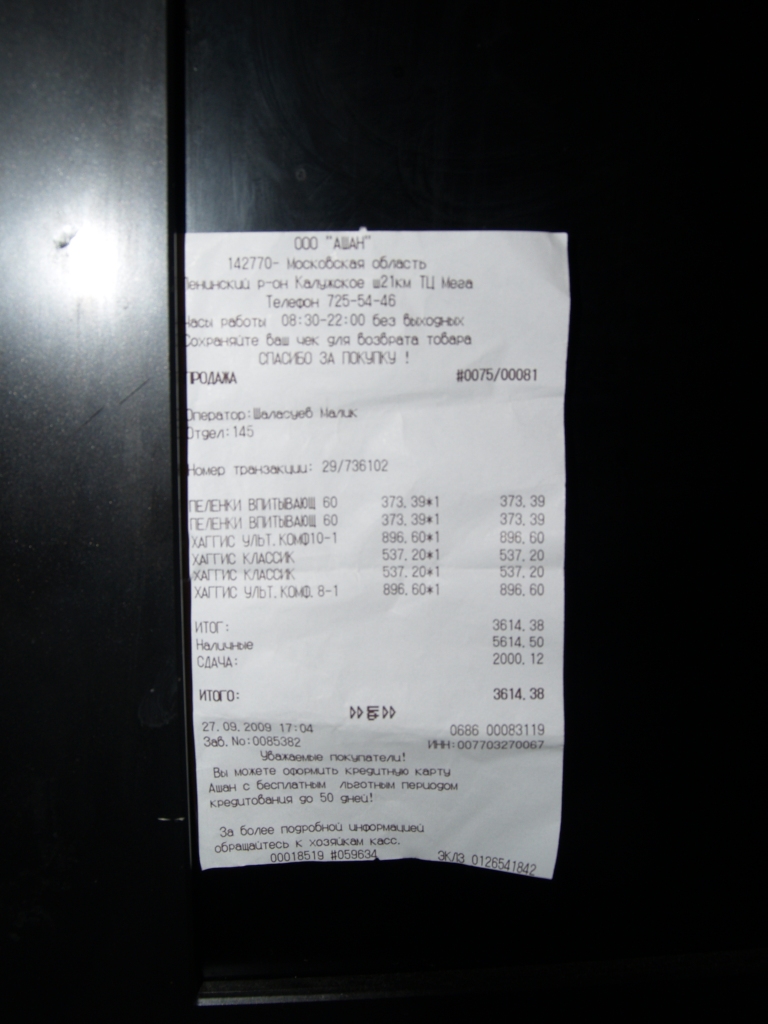 ООО "АШАН"
142770- Московская область
Ленинский р-он Калужское ш21км ТЦ Мега
Телефон 725-54-46
Часы работы 08:30-22:00 без выходных
Сохраняйте ваш чек для возврата товара
СПАСИБО ЗА ПОКУПКУ !
ПРОДАЖА #0075/00081
Оператор:Шаласуев Малик
Отдел:145
Номер транзакции: 29/736102
ПЕЛЕНКИ ВПИТЫВАЮЩ 60 373,39*1 373,39
ПЕЛЕНКИ ВПИТЫВАЮЩ 60 373,39*1 373,39
ХАГГИС УЛЬТ.КОМФ10-1 896,60*1 896,60
ХАГГИС КЛАССИК 537,20*1 537,20
ХАГГИС КЛАССИК 537,20*1 537,20
ХАГГИС УЛЬТ.КОМФ.8-1 896,60*1 896,60
ИТОГ: 3614,38
Наличные 5614,50
СДАЧА: 2000,12
ИТОГО: 3614,38
27.09.2009 17:04 0686 00083119
Зав.No:0085382 ИНН:007703270067
Уважаемые покупатели!
Вы можете оформить кредитную карту
Ашан с бесплатным льготным периодом
кредитования до 50 дней!
За более подробной информацией
обращайтесь к хозяйкам касс.
00018519 #059634 ЭКЛЗ 0126541842